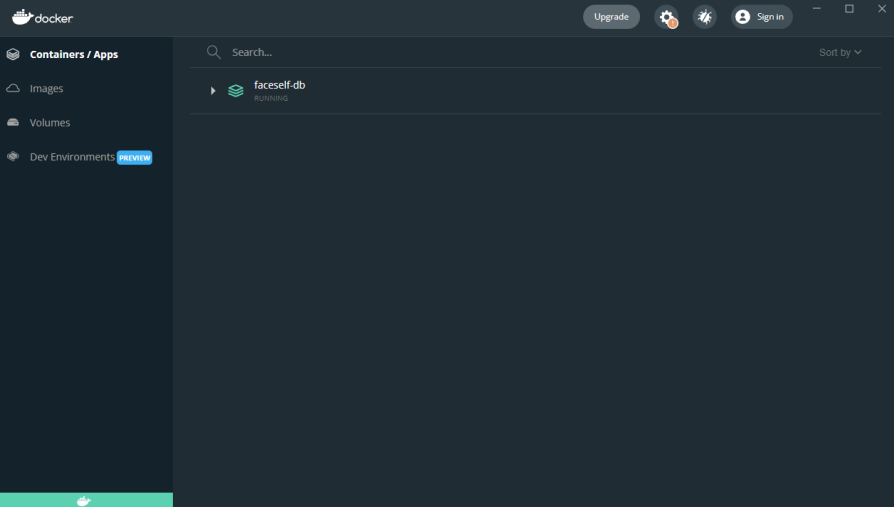 docker
Upgrade
Sign in
Containers / Apps
Images
Volumes
Dev Environments PREVIEW
Search...
Sort by
faceself-db
RUNNING